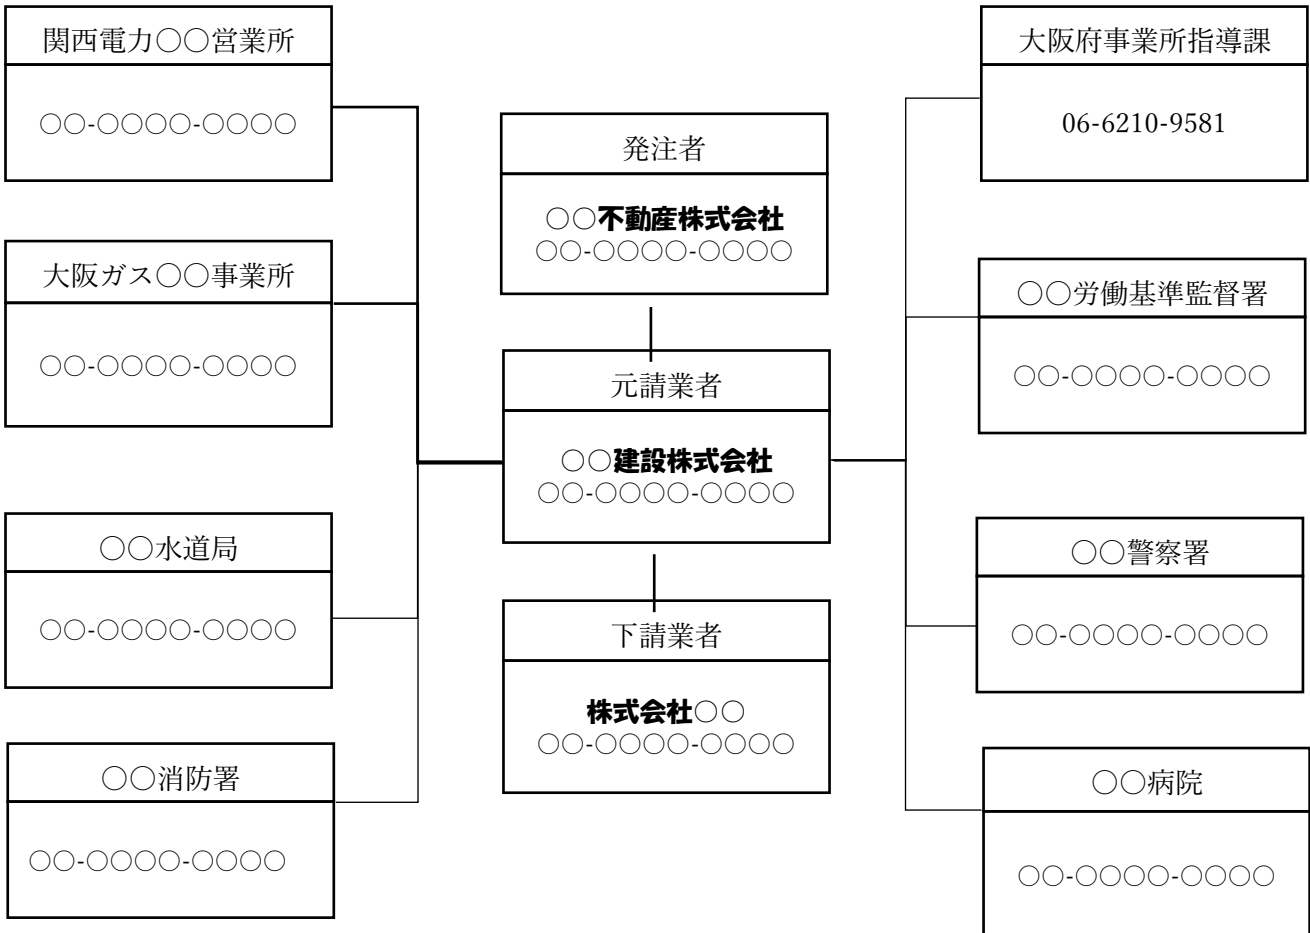 関西電力○○営業所
○○-○○○○-○○○○
大阪ガス○○事業所
○○-○○○○-○○○○
○○水道局
○○-○○○○-○○○○
○○消防署
○○-○○○○-○○○○
発注者
○○不動産株式会社
○○-○○○○-○○○○
元請業者
○○建設株式会社
○○-○○○○-○○○○
下請業者
株式会社○○
○○-○○○○-○○○○
大阪府事業所指導課
06-6210-9581
○○労働基準監督署
○○-○○○○-○○○○
○○警察署
○○-○○○○-○○○○
○○病院
○○-○○○○-○○○○